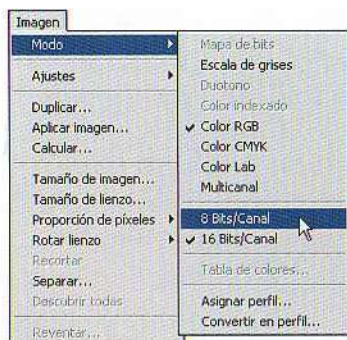 Imagen
Modo
Ajustes
Duplicar...
Aplicar imagen...
Calcular...
Tamaño de imagen...
Tamaño de lienzo...
Proporción de píxeles
Rotar lienzo
Recortar
Separar...
Descubrir todas
Reventar...
Mapa de bits
Escala de grises
Duotono
Color indexado
Color RGB
Color CMYK
Color Lab
Multicanal
8 Bits/Canal
16 Bits/Canal
Tabla de colores...
Asignar perfil...
Convertir en perfil...